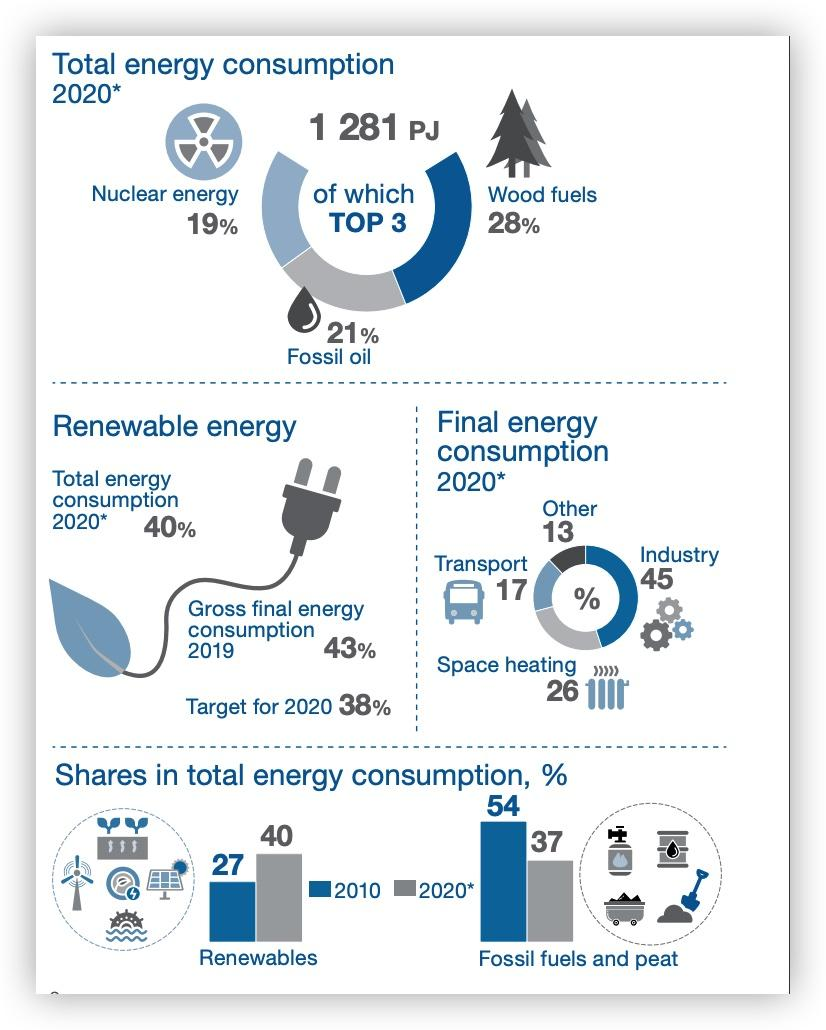 Total energy consumption
2020*
1 281 PJ
of which
TOP 3
Nuclear energy
19%
Wood fuels
28%
21%
Fossil oil
Renewable energy
Total energy
consumption
2020* 40%
Gross final energy
consumption
2019 43%
Target for 2020 38%
Final energy
consumption
2020*
Other
13
Industry
45
Transport
17
%
Space heating
26
Shares in total energy consumption, %
27
40
Renewables
2010
2020*
54
37
Fossil fuels and peat